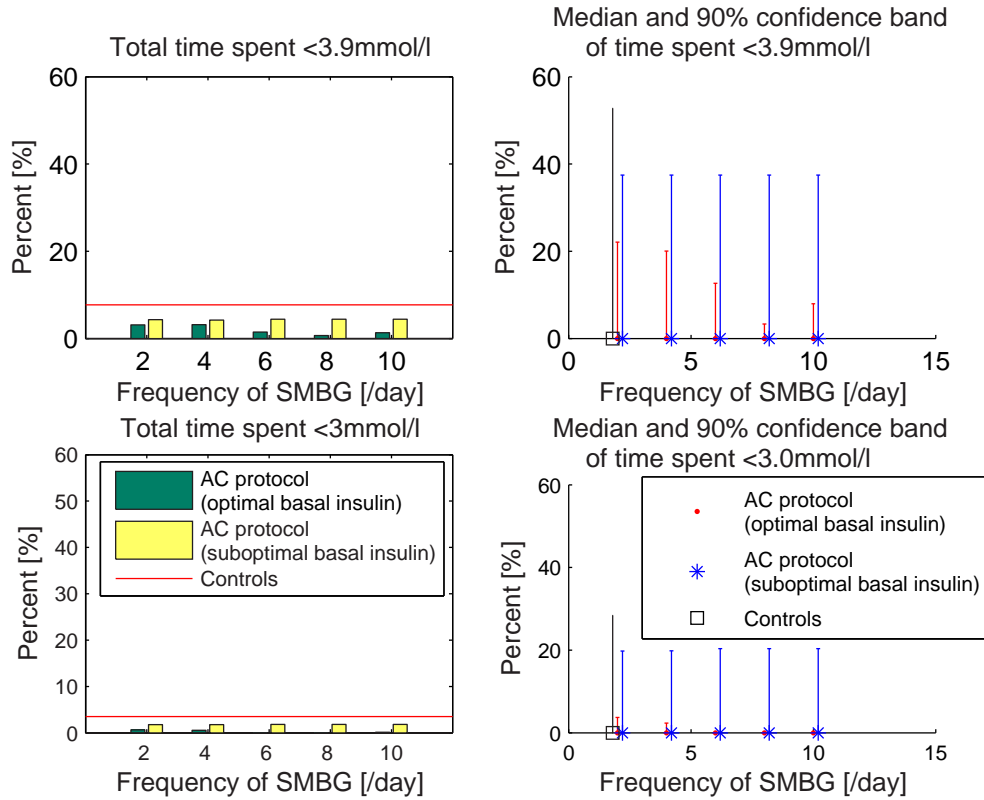 Total time spent <3.9mmol/l
Percent [%]
60
40
20
0
2 4 6 8 10
Frequency of SMBG [/day]
Median and 90% confidence band
of time spent <3.9mmol/l
Percent [%]
60
40
20
0
0 5 10 15
Frequency of SMBG [/day]
Total time spent <3mmol/l
Percent [%]
60
50
40
30
20
10
0
AC protocol
(optimal basal insulin)
AC protocol
(suboptimal basal insulin)
Controls
2 4 6 8 10
Frequency of SMBG [/day]
Median and 90% confidence band
of time spent <3.0mmol/l
Percent [%]
60
40
20
0
AC protocol
(optimal basal insulin)
AC protocol
(suboptimal basal insulin)
Controls
0 5 10 15
Frequency of SMBG [/day]